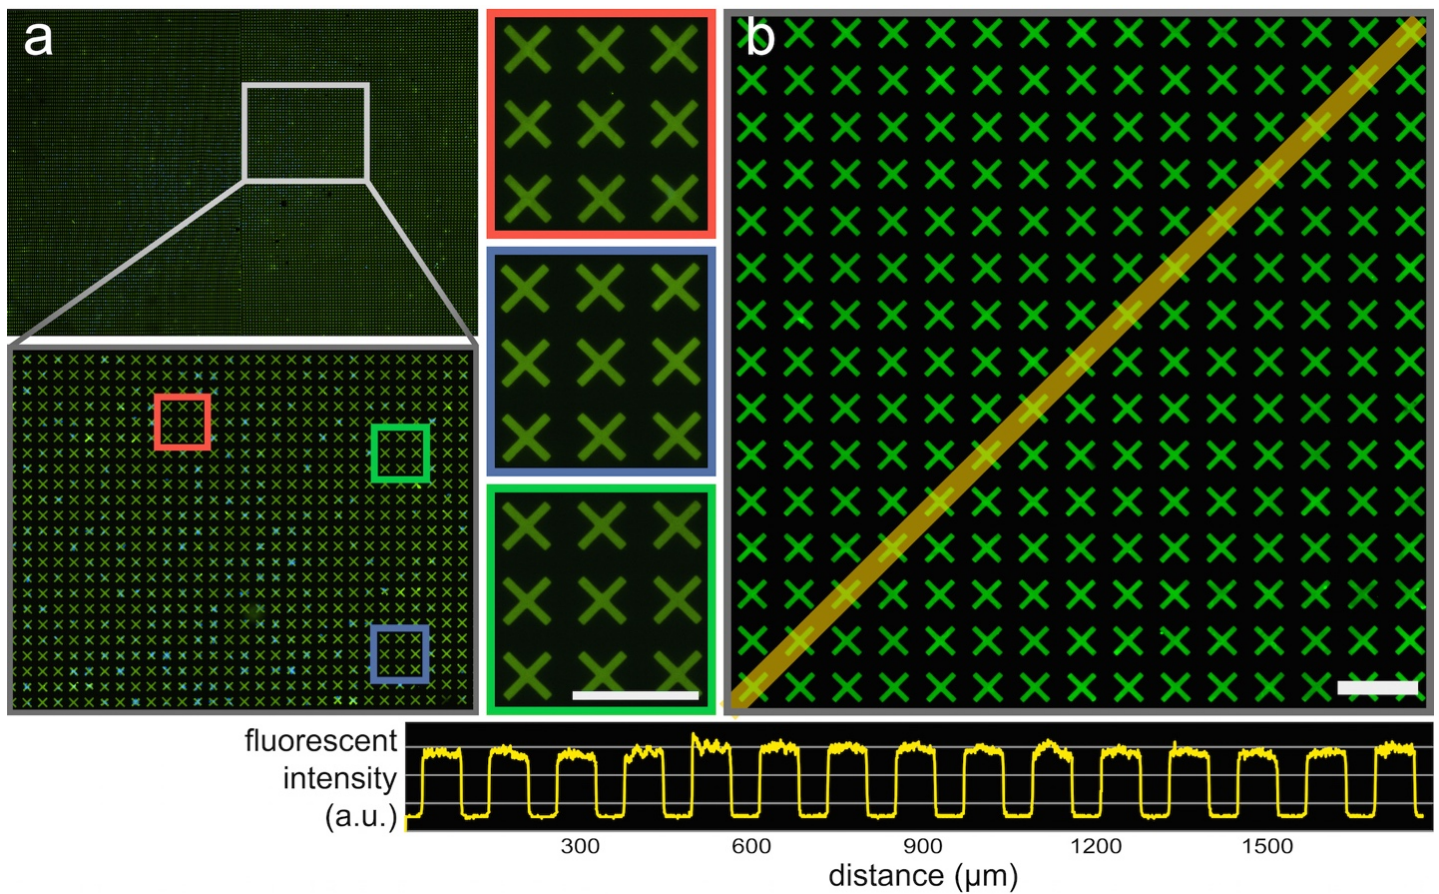 a
b
fluorescent
intensity
(a.u.)
300 600 900 1200 1500
distance (µm)